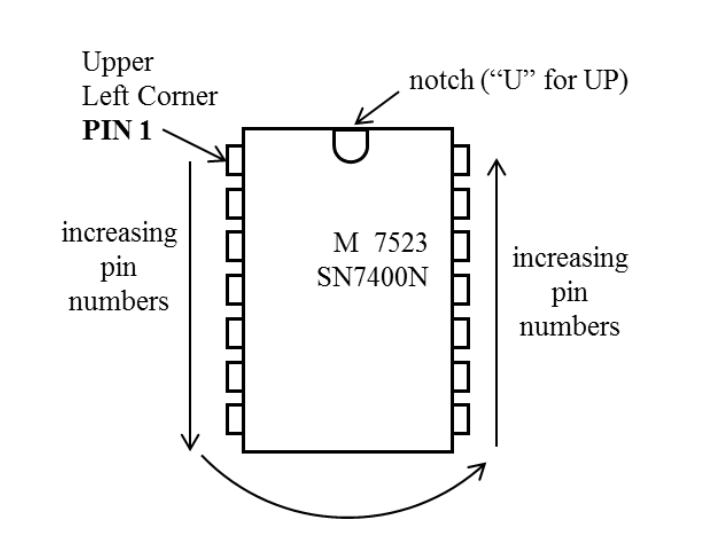 Upper
Left Corner
PIN 1
notch (“U” for UP)
increasing
pin
numbers
M 7523
SN7400N
increasing
pin
numbers